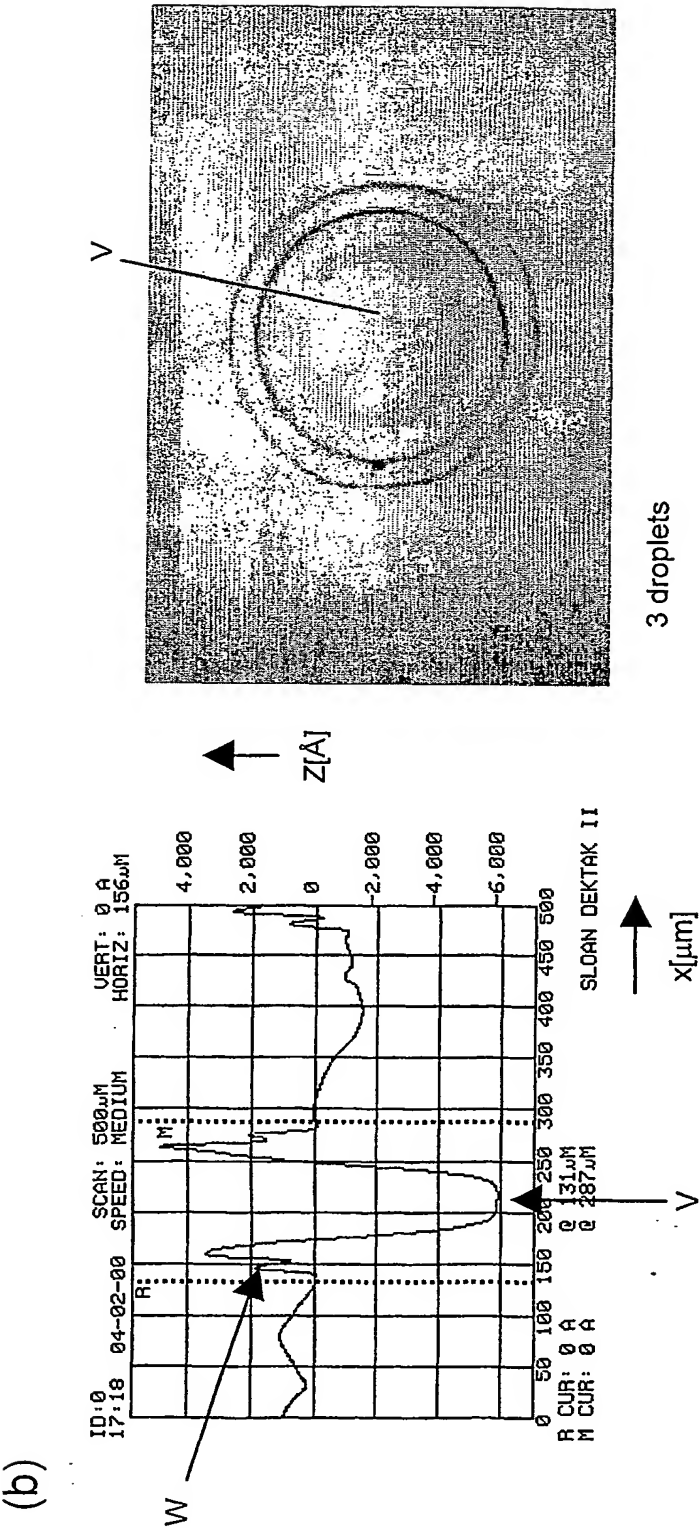 (b)
ID:0 SCAN: 500µM VERT: 0 A
17:18 04-02-00 SPEED: MEDIUM HORIZ: 156µM
R
M
4,000
2,000
0
-2,000
-4,000
-6,000
0 50 100 150 200 250 300 350 400 450 500
R CUR: 0 A @ 131µM
M CUR: 0 A @ 287µM
SLOAN DEKTAK II
W
V
Z[Å]
x[µm]
V
3 droplets